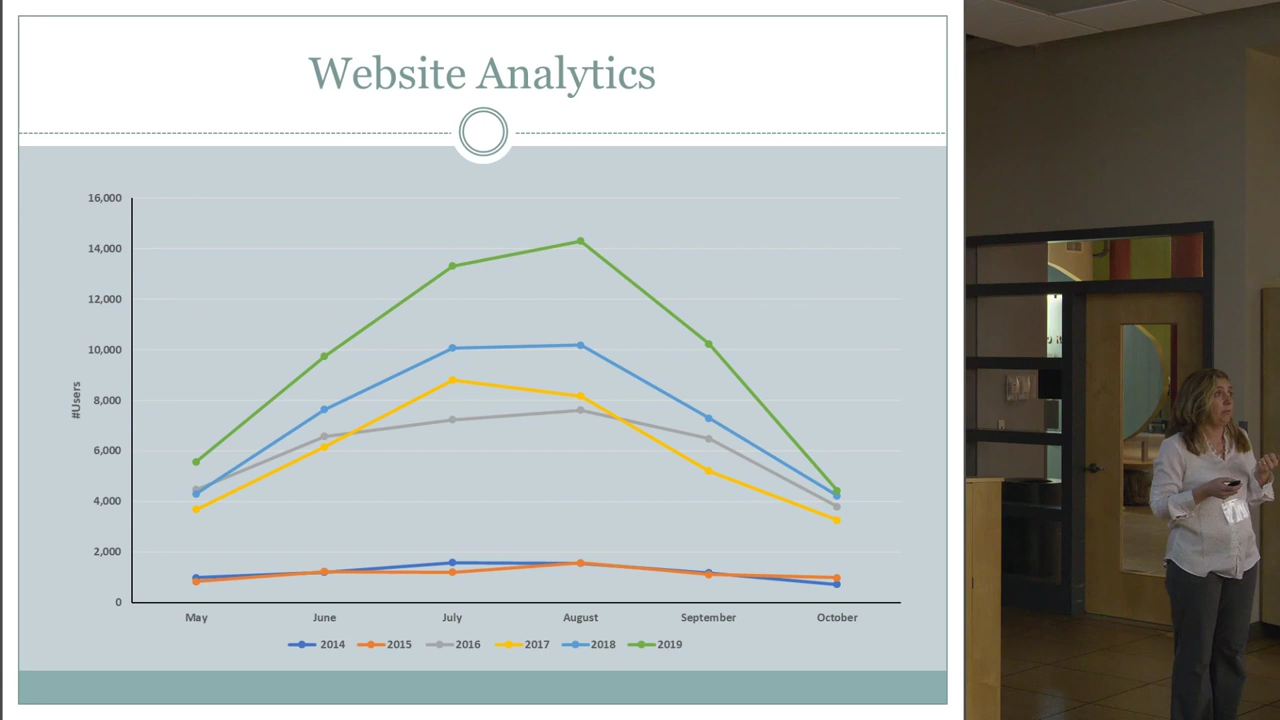 Website Analytics
16,000
14,000
12,000
10,000
8,000
6,000
4,000
2,000
0
#Users
May June July August September October
2014 2015 2016 2017 2018 2019